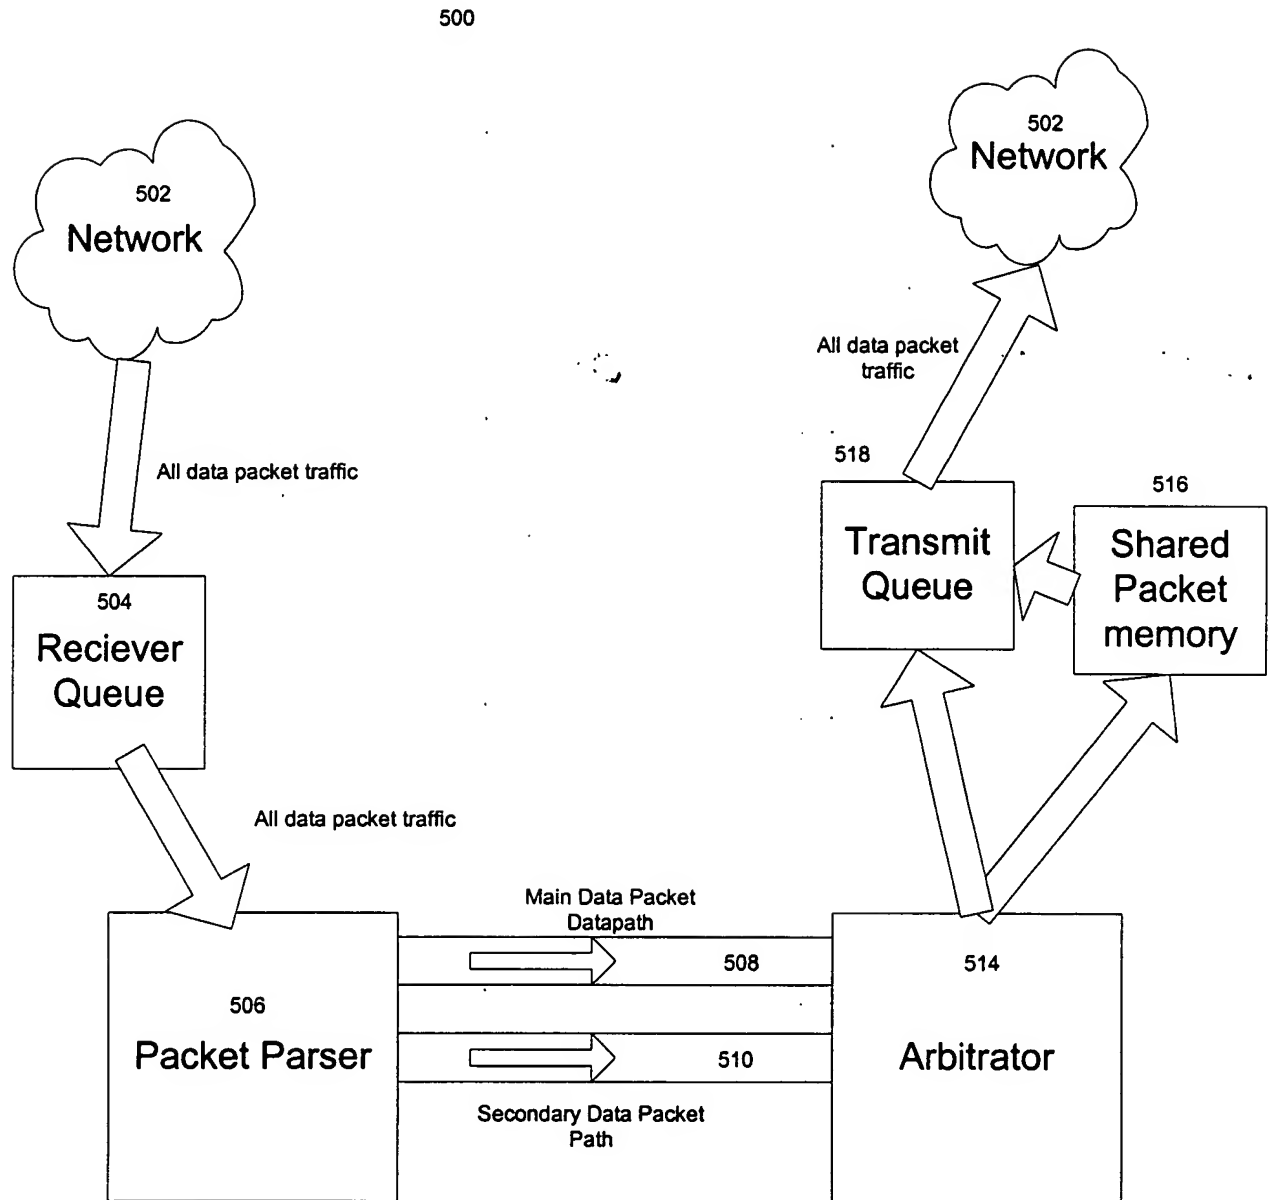 500
502
Network
All data packet traffic
504
Reciever
Queue
All data packet traffic
506
Packet Parser
Main Data Packet
Datapath
508
510
Secondary Data Packet
Path
514
Arbitrator
518
Transmit
Queue
516
Shared
Packet
memory
All data packet
traffic
502
Network